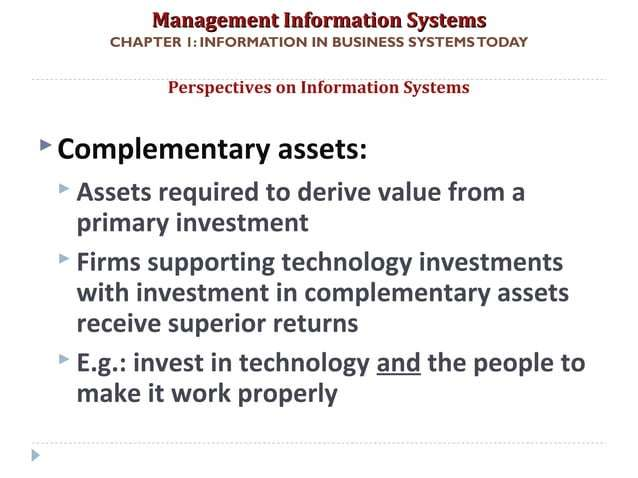 Management Information Systems
CHAPTER 1: INFORMATION IN BUSINESS SYSTEMS TODAY
Perspectives on Information Systems
Complementary assets:
Assets required to derive value from a
primary investment
Firms supporting technology investments
with investment in complementary assets
receive superior returns
E.g.: invest in technology and the people to
make it work properly